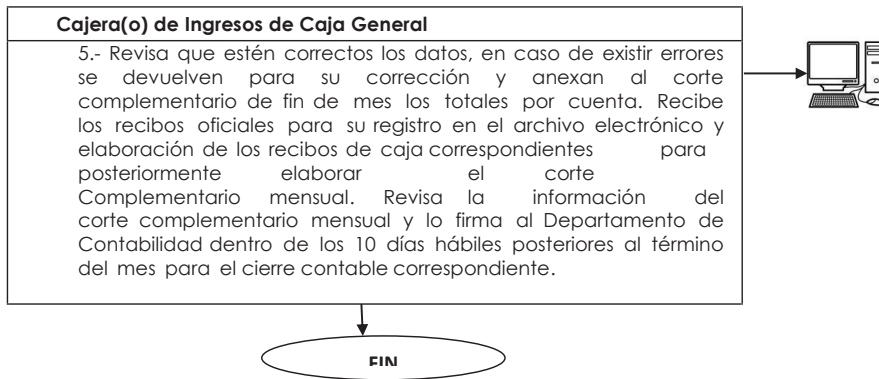 Cajera(o) de Ingresos de Caja General
5.- Revisa que estén correctos los datos, en caso de existir errores
se devuelven para su corrección y anexan al corte
complementario de fin de mes los totales por cuenta. Recibe
los recibos oficiales para su registro en el archivo electrónico y
elaboración de los recibos de caja correspondientes para
posteriormente elaborar el corte
Complementario mensual. Revisa la información del
corte complementario mensual y lo firma al Departamento de
Contabilidad dentro de los 10 días hábiles posteriores al término
del mes para el cierre contable correspondiente.
FIN